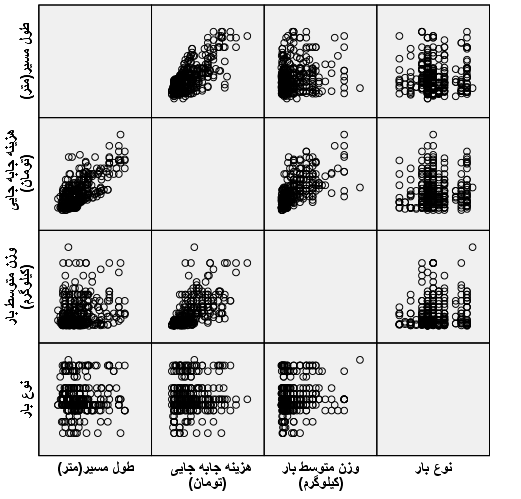 طول مسیر(متر)
هزینه جابه جایی
(تومان)
وزن متوسط بار
(کیلوگرم)
نوع بار
طول مسیر(متر)
هزینه جابه جایی
(تومان)
وزن متوسط بار
(کیلوگرم)
نوع بار